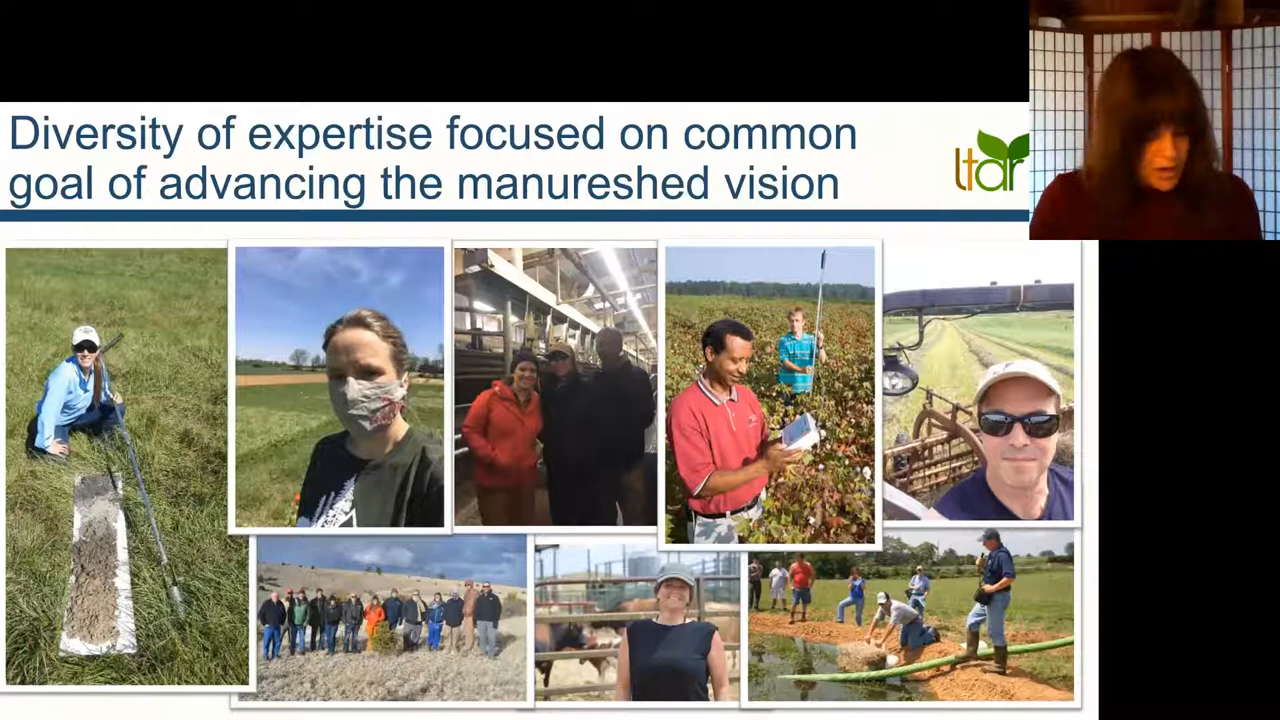 Diversity of expertise focused on common
goal of advancing the manureshed vision
ltar